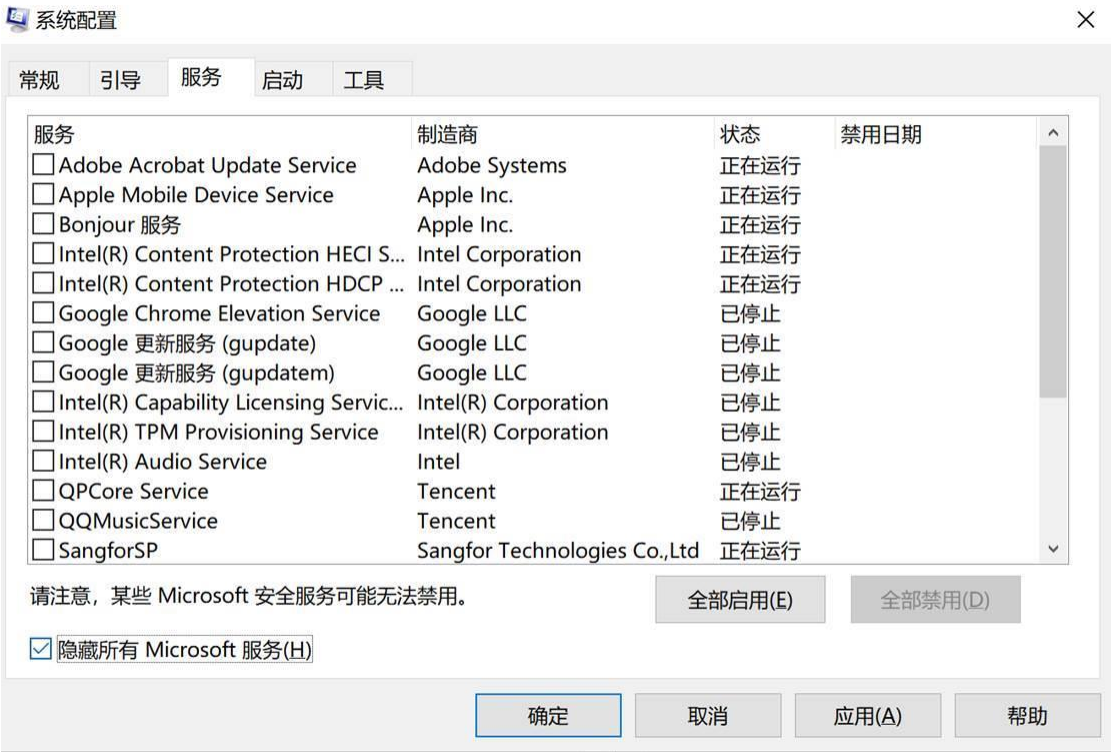 系统配置
常规 引导 服务 启动 工具
服务 制造商 状态 禁用日期
Adobe Acrobat Update Service Adobe Systems 正在运行
Apple Mobile Device Service Apple Inc. 正在运行
Bonjour 服务 Apple Inc. 正在运行
Intel(R) Content Protection HECI S... Intel Corporation 正在运行
Intel(R) Content Protection HDCP ... Intel Corporation 正在运行
Google Chrome Elevation Service Google LLC 已停止
Google 更新服务 (gupdate) Google LLC 已停止
Google 更新服务 (gupdatem) Google LLC 已停止
Intel(R) Capability Licensing Servic... Intel(R) Corporation 已停止
Intel(R) TPM Provisioning Service Intel(R) Corporation 已停止
Intel(R) Audio Service Intel 已停止
QPCore Service Tencent 正在运行
QQMusicService Tencent 已停止
SangforSP Sangfor Technologies Co.,Ltd 正在运行
请注意，某些 Microsoft 安全服务可能无法禁用。
全部启用(E) 全部禁用(D)
隐藏所有 Microsoft 服务(H)
确定 取消 应用(A) 帮助